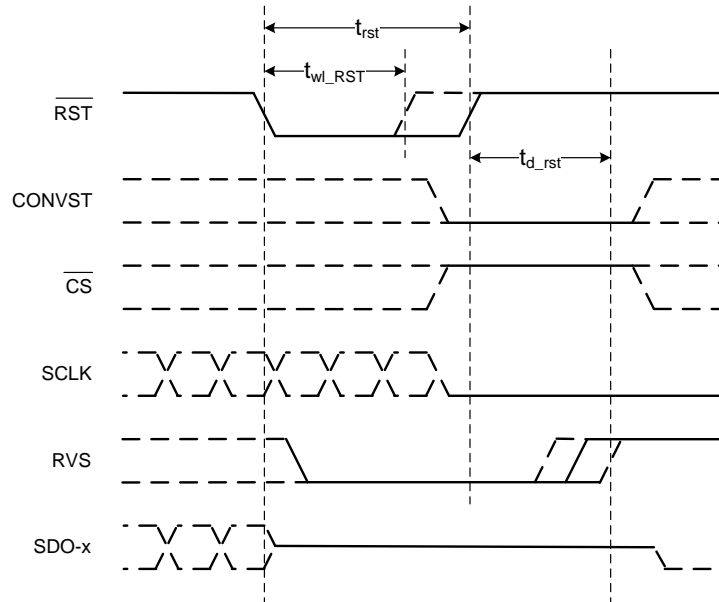 t_rst
t_wl_RST
RST
t_d_rst
CONVST
CS
SCLK
RVS
SDO-x